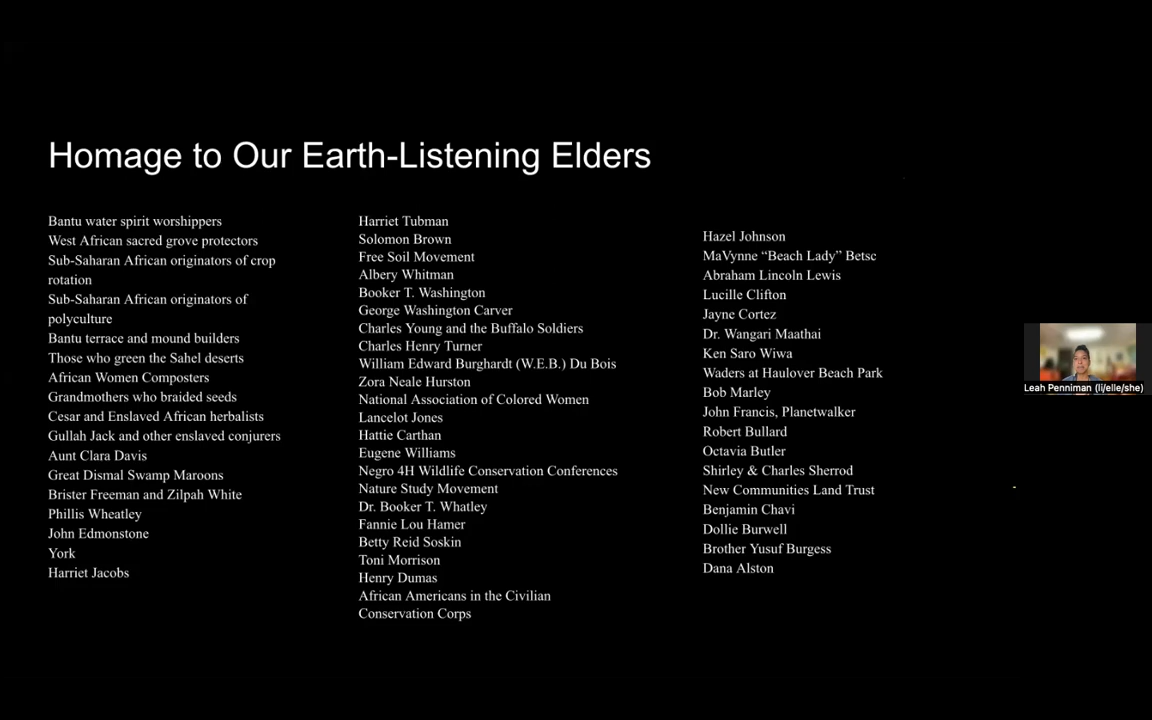 Homage to Our Earth-Listening Elders
Bantu water spirit worshippers
West African sacred grove protectors
Sub-Saharan African originators of crop
rotation
Sub-Saharan African originators of
polyculture
Bantu terrace and mound builders
Those who green the Sahel deserts
African Women Composters
Grandmothers who braided seeds
Cesar and Enslaved African herbalists
Gullah Jack and other enslaved conjurers
Aunt Clara Davis
Great Dismal Swamp Maroons
Brister Freeman and Zilpah White
Phillis Wheatley
John Edmonstone
York
Harriet Jacobs
Harriet Tubman
Solomon Brown
Free Soil Movement
Albery Whitman
Booker T. Washington
George Washington Carver
Charles Young and the Buffalo Soldiers
Charles Henry Turner
William Edward Burghardt (W.E.B.) Du Bois
Zora Neale Hurston
National Association of Colored Women
Lancelot Jones
Hattie Carthan
Eugene Williams
Negro 4H Wildlife Conservation Conferences
Nature Study Movement
Dr. Booker T. Whatley
Fannie Lou Hamer
Betty Reid Soskin
Toni Morrison
Henry Dumas
African Americans in the Civilian
Conservation Corps
Hazel Johnson
MaVynne “Beach Lady” Betsc
Abraham Lincoln Lewis
Lucille Clifton
Jayne Cortez
Dr. Wangari Maathai
Ken Saro Wiwa
Waders at Haulover Beach Park
Bob Marley
John Francis, Planetwalker
Robert Bullard
Octavia Butler
Shirley & Charles Sherrod
New Communities Land Trust
Benjamin Chavi
Dollie Burwell
Brother Yusuf Burgess
Dana Alston
Leah Penniman (li/elle/she)